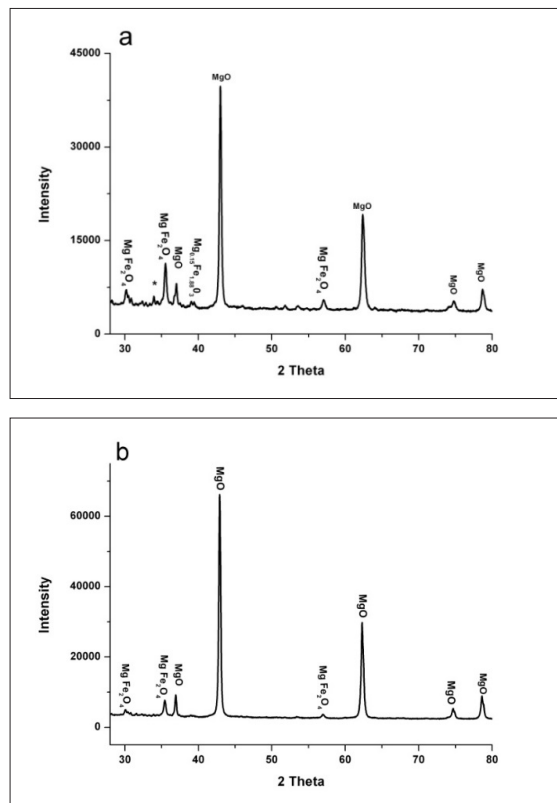 a
45000
30000
15000
0
Intensity
Mg Fe2O4
*
Mg Fe2O4
MgO
Mg0.15Fe1.88O3
MgO
Mg Fe2O4
MgO
MgO
MgO
30
40
50
60
70
80
2 Theta
b
60000
40000
20000
0
Intensity
Mg Fe2O4
Mg Fe2O4
MgO
MgO
Mg Fe2O4
MgO
MgO
MgO
30
40
50
60
70
80
2 Theta